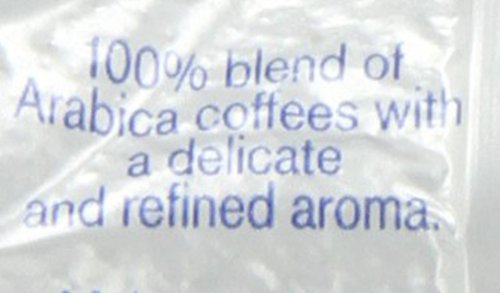 100% blend of
Arabica coffees with
a delicate
and refined aroma.